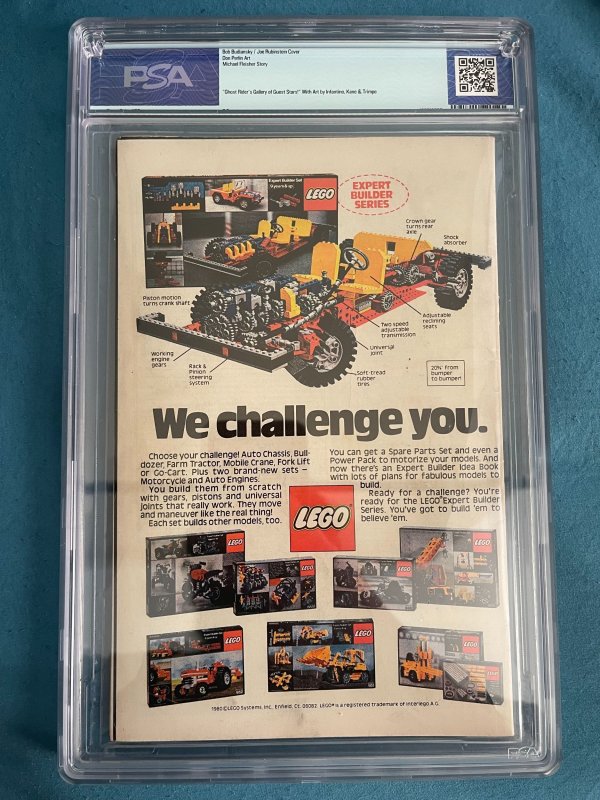 PSA
Bob Budiansky / Joe Rubinstein Cover
Don Perlin Art
Michael Fleisher Story
"Ghost Rider's Gallery of Guest Stars!" With Art by Infantino, Kane & Trimpe
Expert Builder Set
9 years & up
LEGO
EXPERT
BUILDER
SERIES
Crown gear
turns rear
axle
Shock
absorber
Piston motion
turns crank shaft
Adjustable
reclining
seats
Two speed
adjustable
transmission
Universal
joint
Working
engine
gears
Rack &
Pinion
steering
system
Soft-tread
rubber
tires
20¾" from
bumper
to bumper!
We challenge you.
Choose your challenge! Auto Chassis, Bull-
dozer, Farm Tractor, Mobile Crane, Fork Lift
or Go-Cart. Plus two brand-new sets —
Motorcycle and Auto Engines.
You build them from scratch
with gears, pistons and universal
joints that really work. They move
and maneuver like the real thing!
Each set builds other models, too.
You can get a Spare Parts Set and even a
Power Pack to motorize your models. And
now there's an Expert Builder Idea Book
with lots of plans for fabulous models to
build.
Ready for a challenge? You're
ready for the LEGO® Expert Builder
Series. You've got to build 'em to
believe 'em.
LEGO
LEGO
LEGO
LEGO
LEGO
LEGO
LEGO
LEGO
1980 © LEGO Systems, Inc., Enfield, Ct. 06082 LEGO® is a registered trademark of Interlego A.G.
PSA